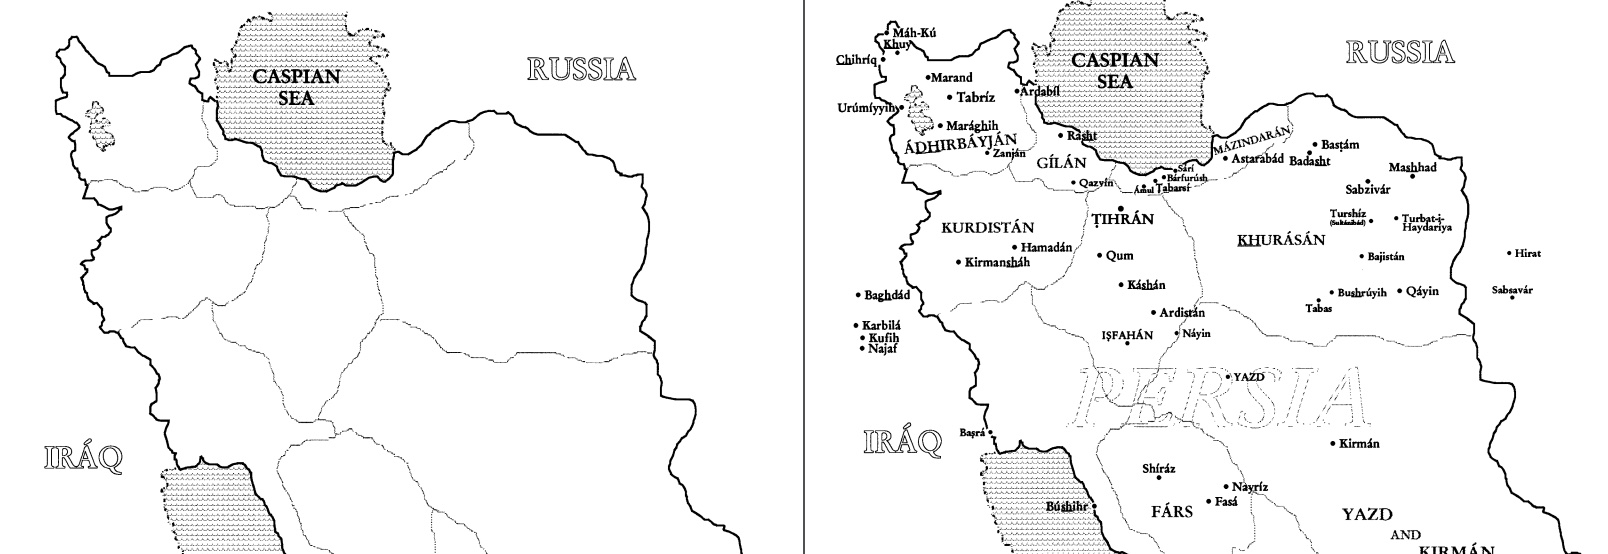 CASPIAN
SEA
RUSSIA
IRÁQ
Máh-Kú
Khuy
Chihríq
Marand
Tabríz
Urúmíyyih
Ardabíl
Marághih
ÁDHIRBÁYJÁN
Zanján
Rasht
GÍLÁN
Qazvín
CASPIAN
SEA
RUSSIA
MÁZINDARÁN
Astarabád
Basṭám
Badasht
Mashhad
Sabzivár
Sárí
Bárfurúsh
Ámul
Tabarsí
ṬIHRÁN
KURDISTÁN
Hamadán
Kirmansháh
Qum
Káshán
KHURÁSÁN
Turshíz
(Sultánábád)
Turbat-i-
Haydaríya
Bajistán
Bushrúyih
Qáyin
Tabas
Hirat
Sabsavár
Baghdád
Karbilá
Kufih
Najaf
Ardistán
IṢFAHÁN
Náyin
PERSIA
YAZD
IRÁQ
Baṣrá
Kirmán
Shíráz
Nayríz
Fasá
Búshihr
FÁRS
YAZD
AND
KIRMÁN